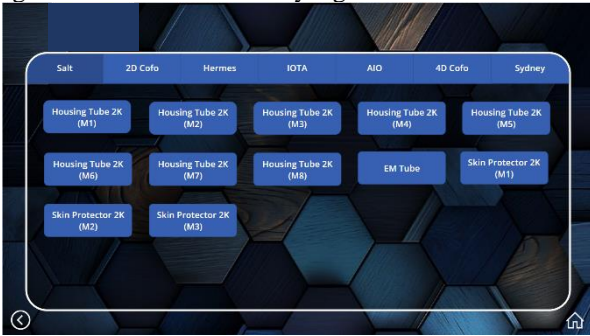 Salt 2D Cofo Hermes IOTA AIO 4D Cofo Sydney
Housing Tube 2K (M1)
Housing Tube 2K (M2)
Housing Tube 2K (M3)
Housing Tube 2K (M4)
Housing Tube 2K (M5)
Housing Tube 2K (M6)
Housing Tube 2K (M7)
Housing Tube 2K (M8)
EM Tube
Skin Protector 2K (M1)
Skin Protector 2K (M2)
Skin Protector 2K (M3)